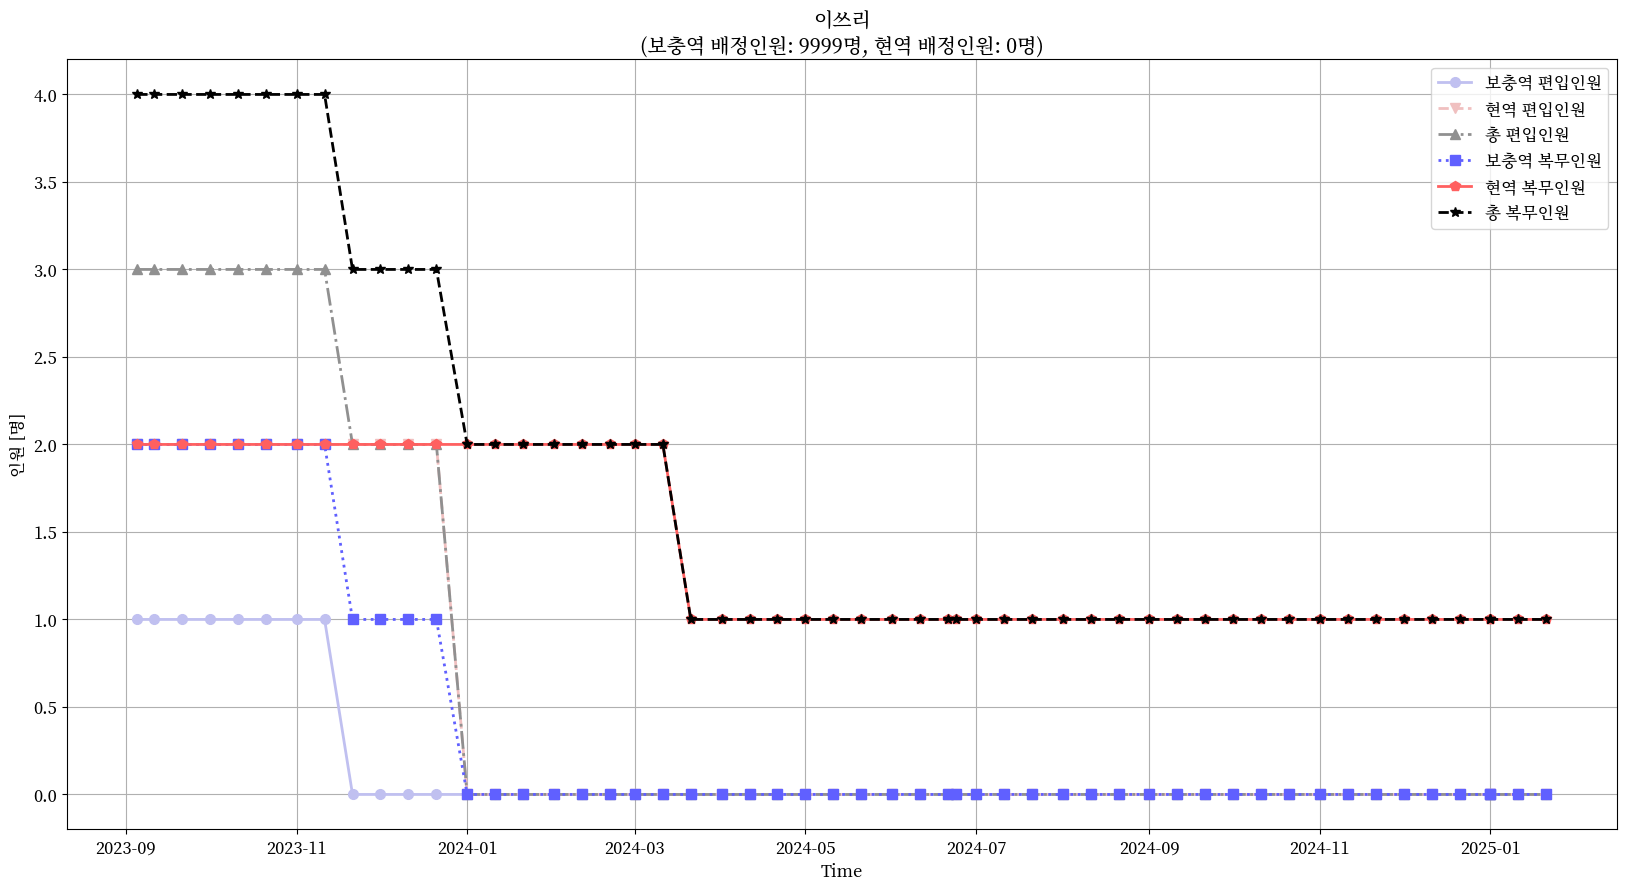 이쓰리
(보충역 배정인원: 9999명, 현역 배정인원: 0명)
보충역 편입인원
현역 편입인원
총 편입인원
보충역 복무인원
현역 복무인원
총 복무인원
인원 [명]
4.0
3.5
3.0
2.5
2.0
1.5
1.0
0.5
0.0
2023-09
2023-11
2024-01
2024-03
2024-05
2024-07
2024-09
2024-11
2025-01
Time